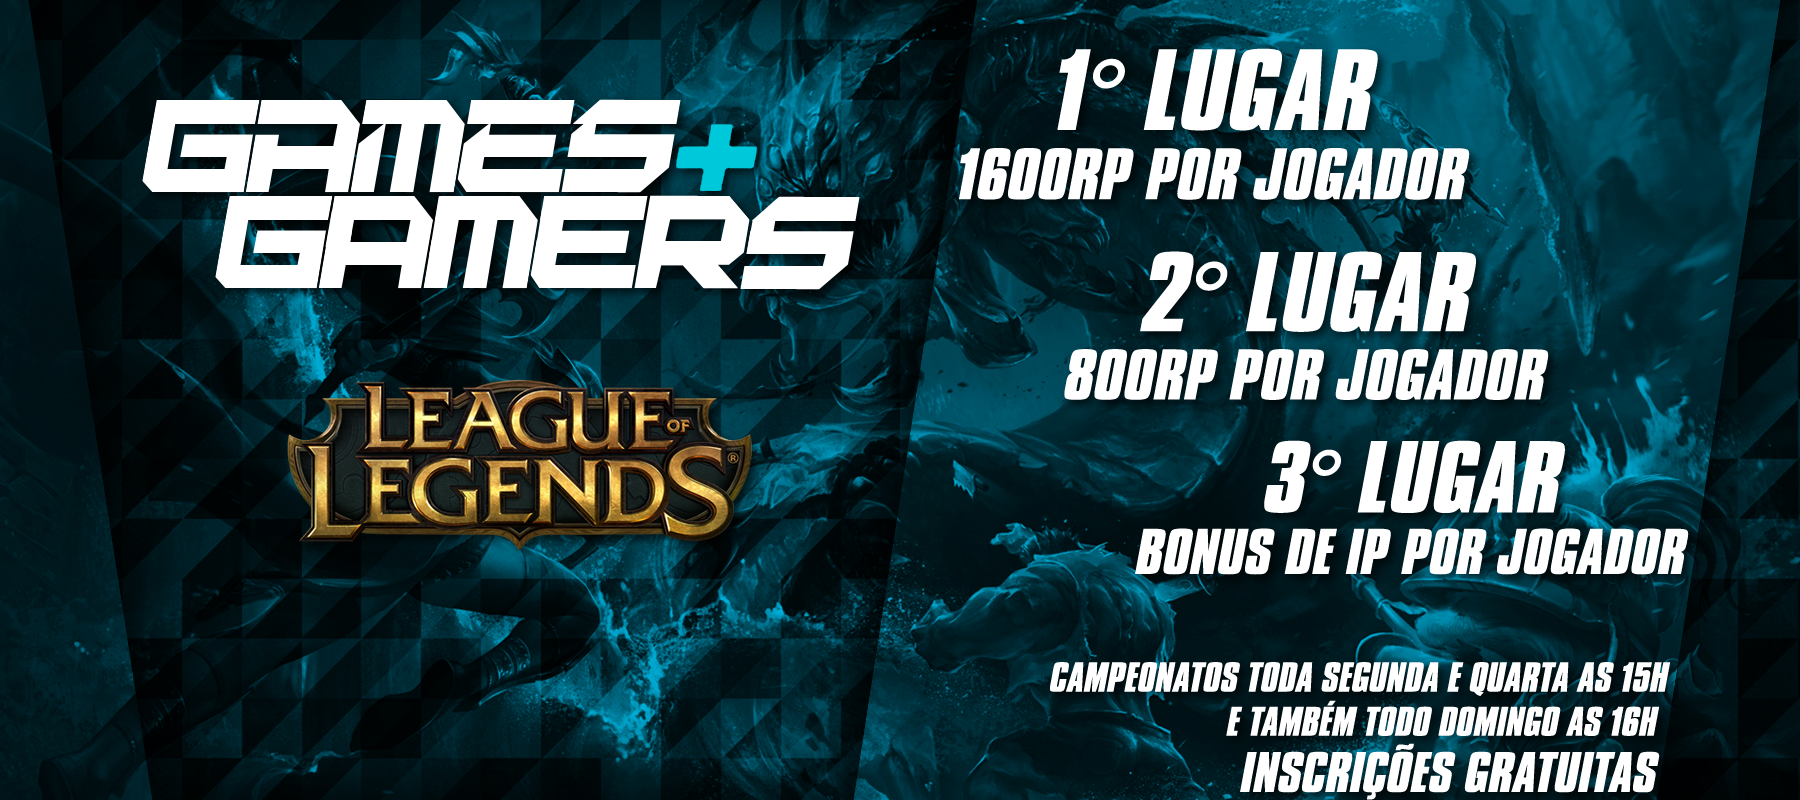 GAMES+
GAMERS
LEAGUE OF
LEGENDS®
1° LUGAR
1600RP POR JOGADOR
2° LUGAR
800RP POR JOGADOR
3° LUGAR
BONUS DE IP POR JOGADOR
CAMPEONATOS TODA SEGUNDA E QUARTA AS 15H
E TAMBÉM TODO DOMINGO AS 16H
INSCRIÇÕES GRATUITAS